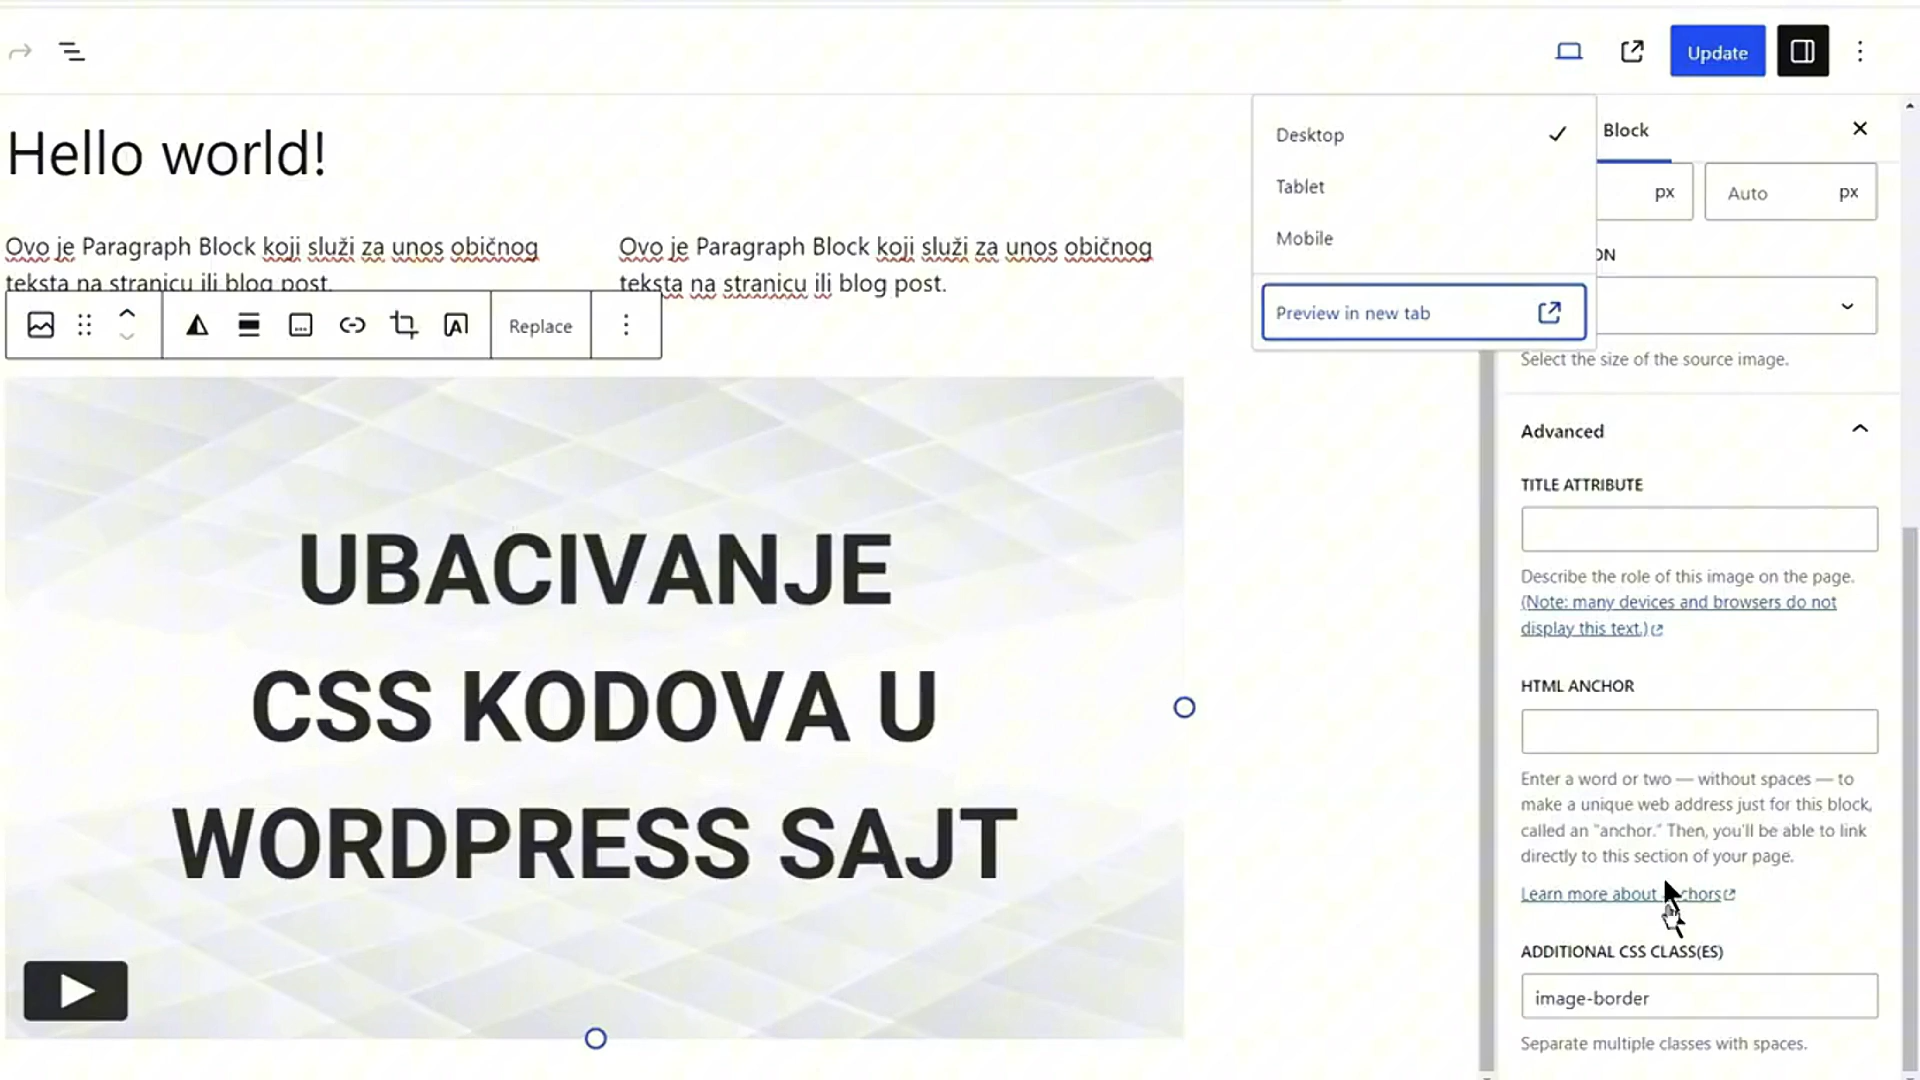 Update
Hello world!
Ovo je Paragraph Block koji služi za unos običnog
teksta na stranicu ili blog post.
Ovo je Paragraph Block koji služi za unos običnog
teksta na stranicu ili blog post.
Replace
UBACIVANJE
CSS KODOVA U
WORDPRESS SAJT
Desktop
Tablet
Mobile
Preview in new tab
Block
px
Auto
px
Select the size of the source image.
Advanced
TITLE ATTRIBUTE
Describe the role of this image on the page.
(Note: many devices and browsers do not
display this text.)
HTML ANCHOR
Enter a word or two — without spaces — to
make a unique web address just for this block,
called an "anchor." Then, you'll be able to link
directly to this section of your page.
Learn more about
ADDITIONAL CSS CLASS(ES)
image-border
Separate multiple classes with spaces.